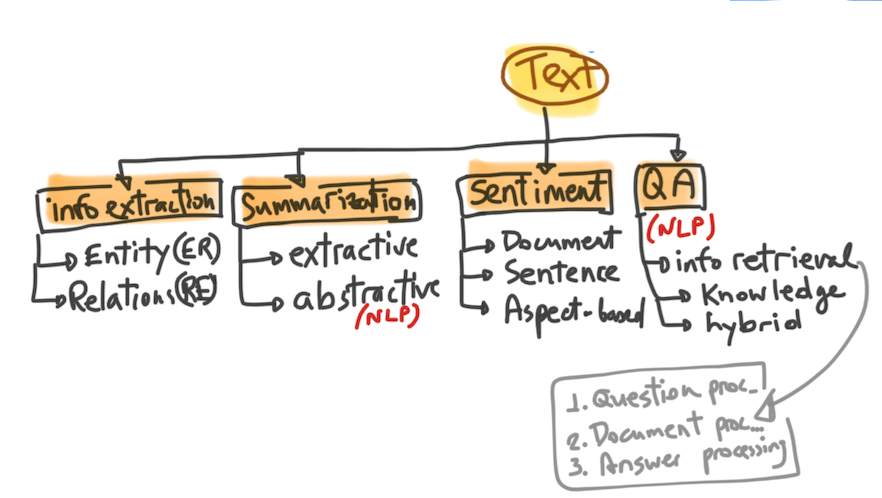 Text
info extraction
Entity (ER)
Relations (RE)
Summarization
extractive
abstractive
(NLP)
Sentiment
Document
Sentence
Aspect-based
QA
(NLP)
info retrieval
Knowledge
hybrid
1. Question proc..
2. Document proc...
3. Answer processing